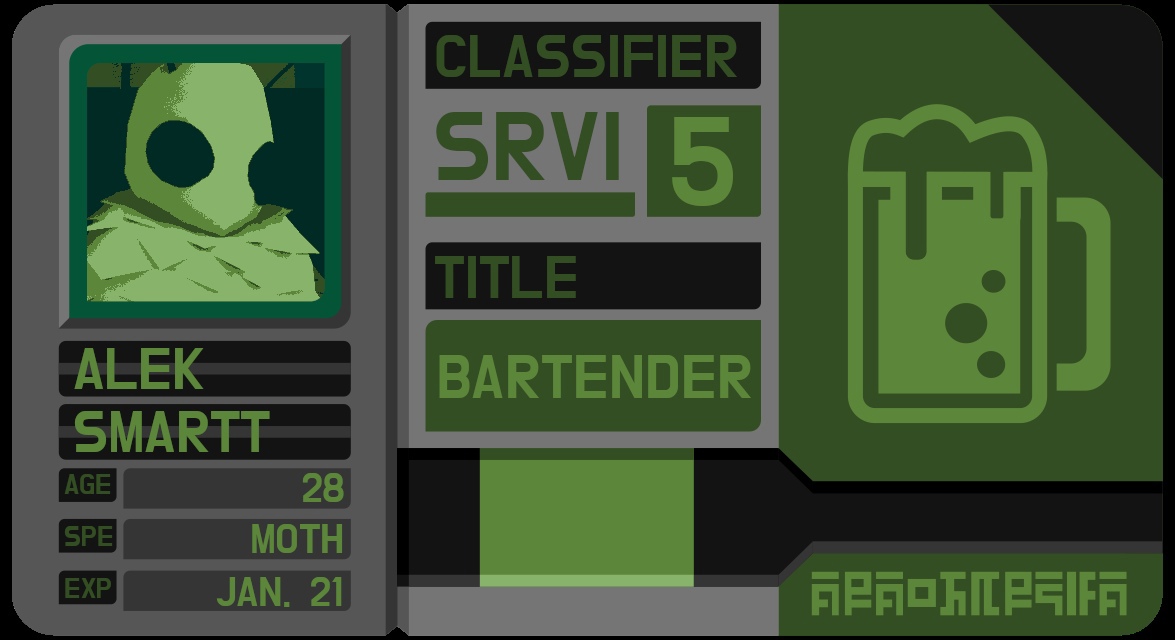 ALEK
SMARTT
AGE 28
SPE MOTH
EXP JAN. 21
CLASSIFIER
SRVI 5
TITLE
BARTENDER